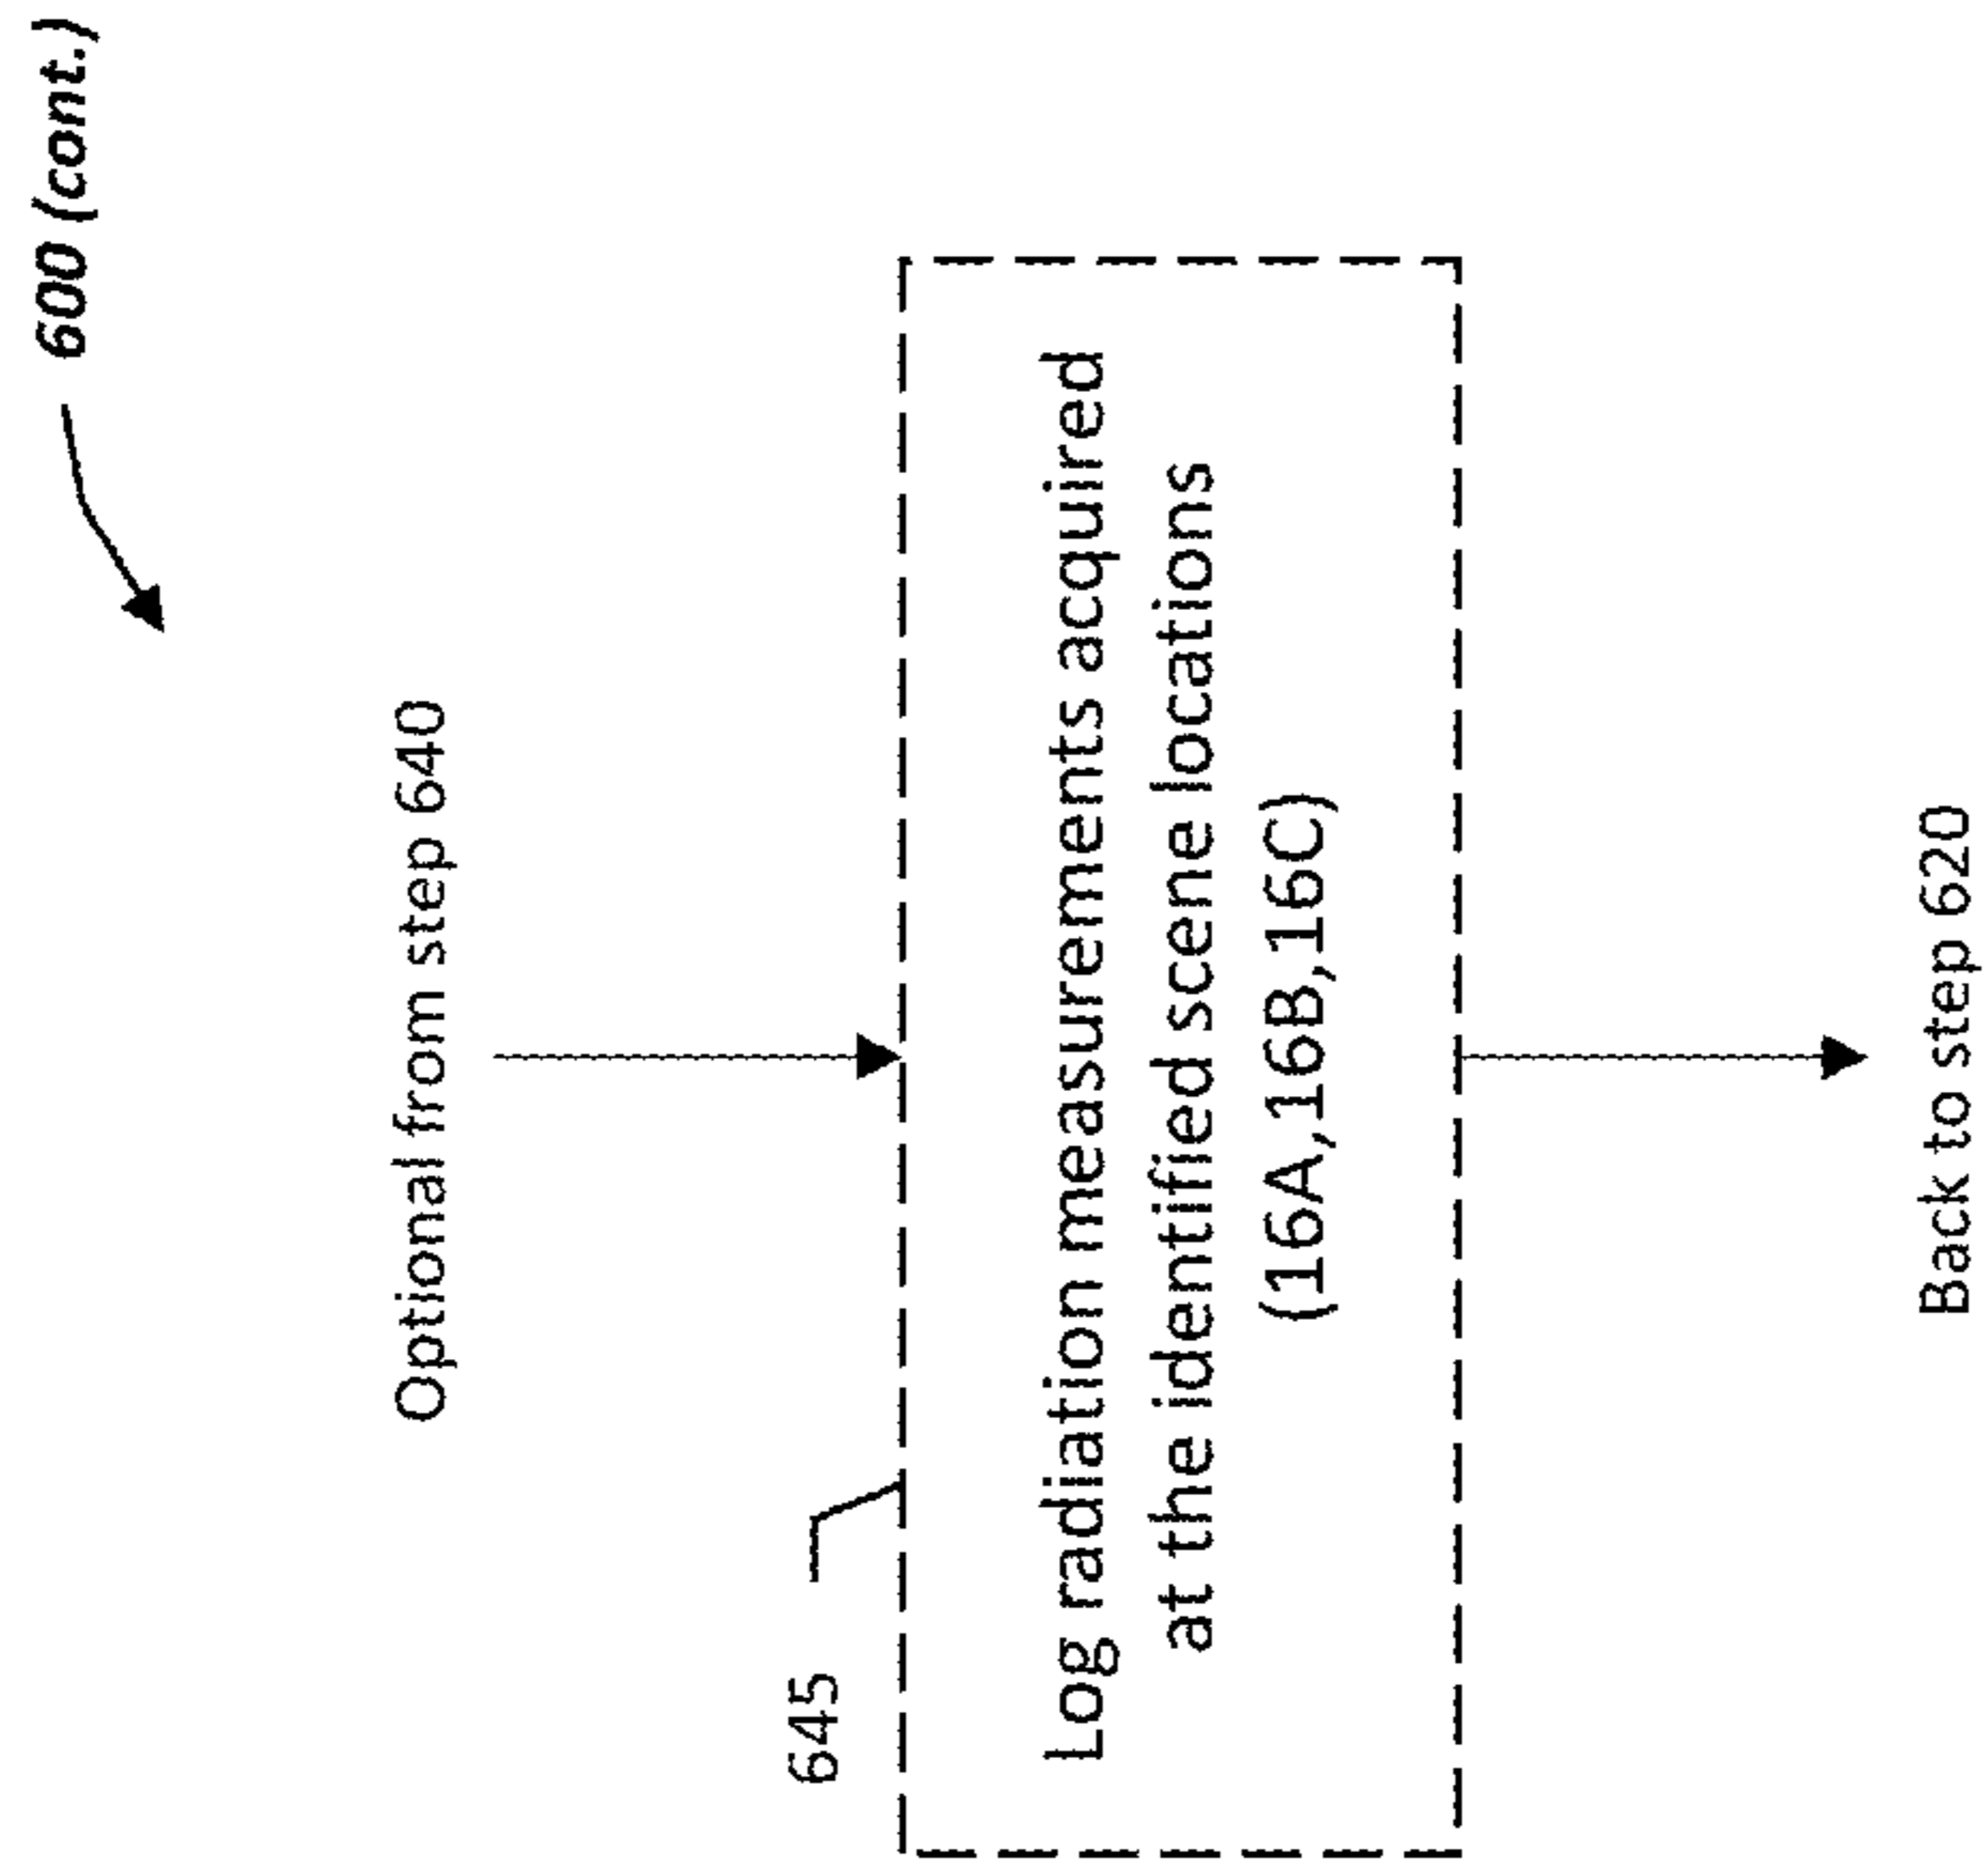 600 (cont.)
Optional from step 640
645
Log radiation measurements acquired
at the identified scene locations
(16A,16B,16C)
Back to step 620